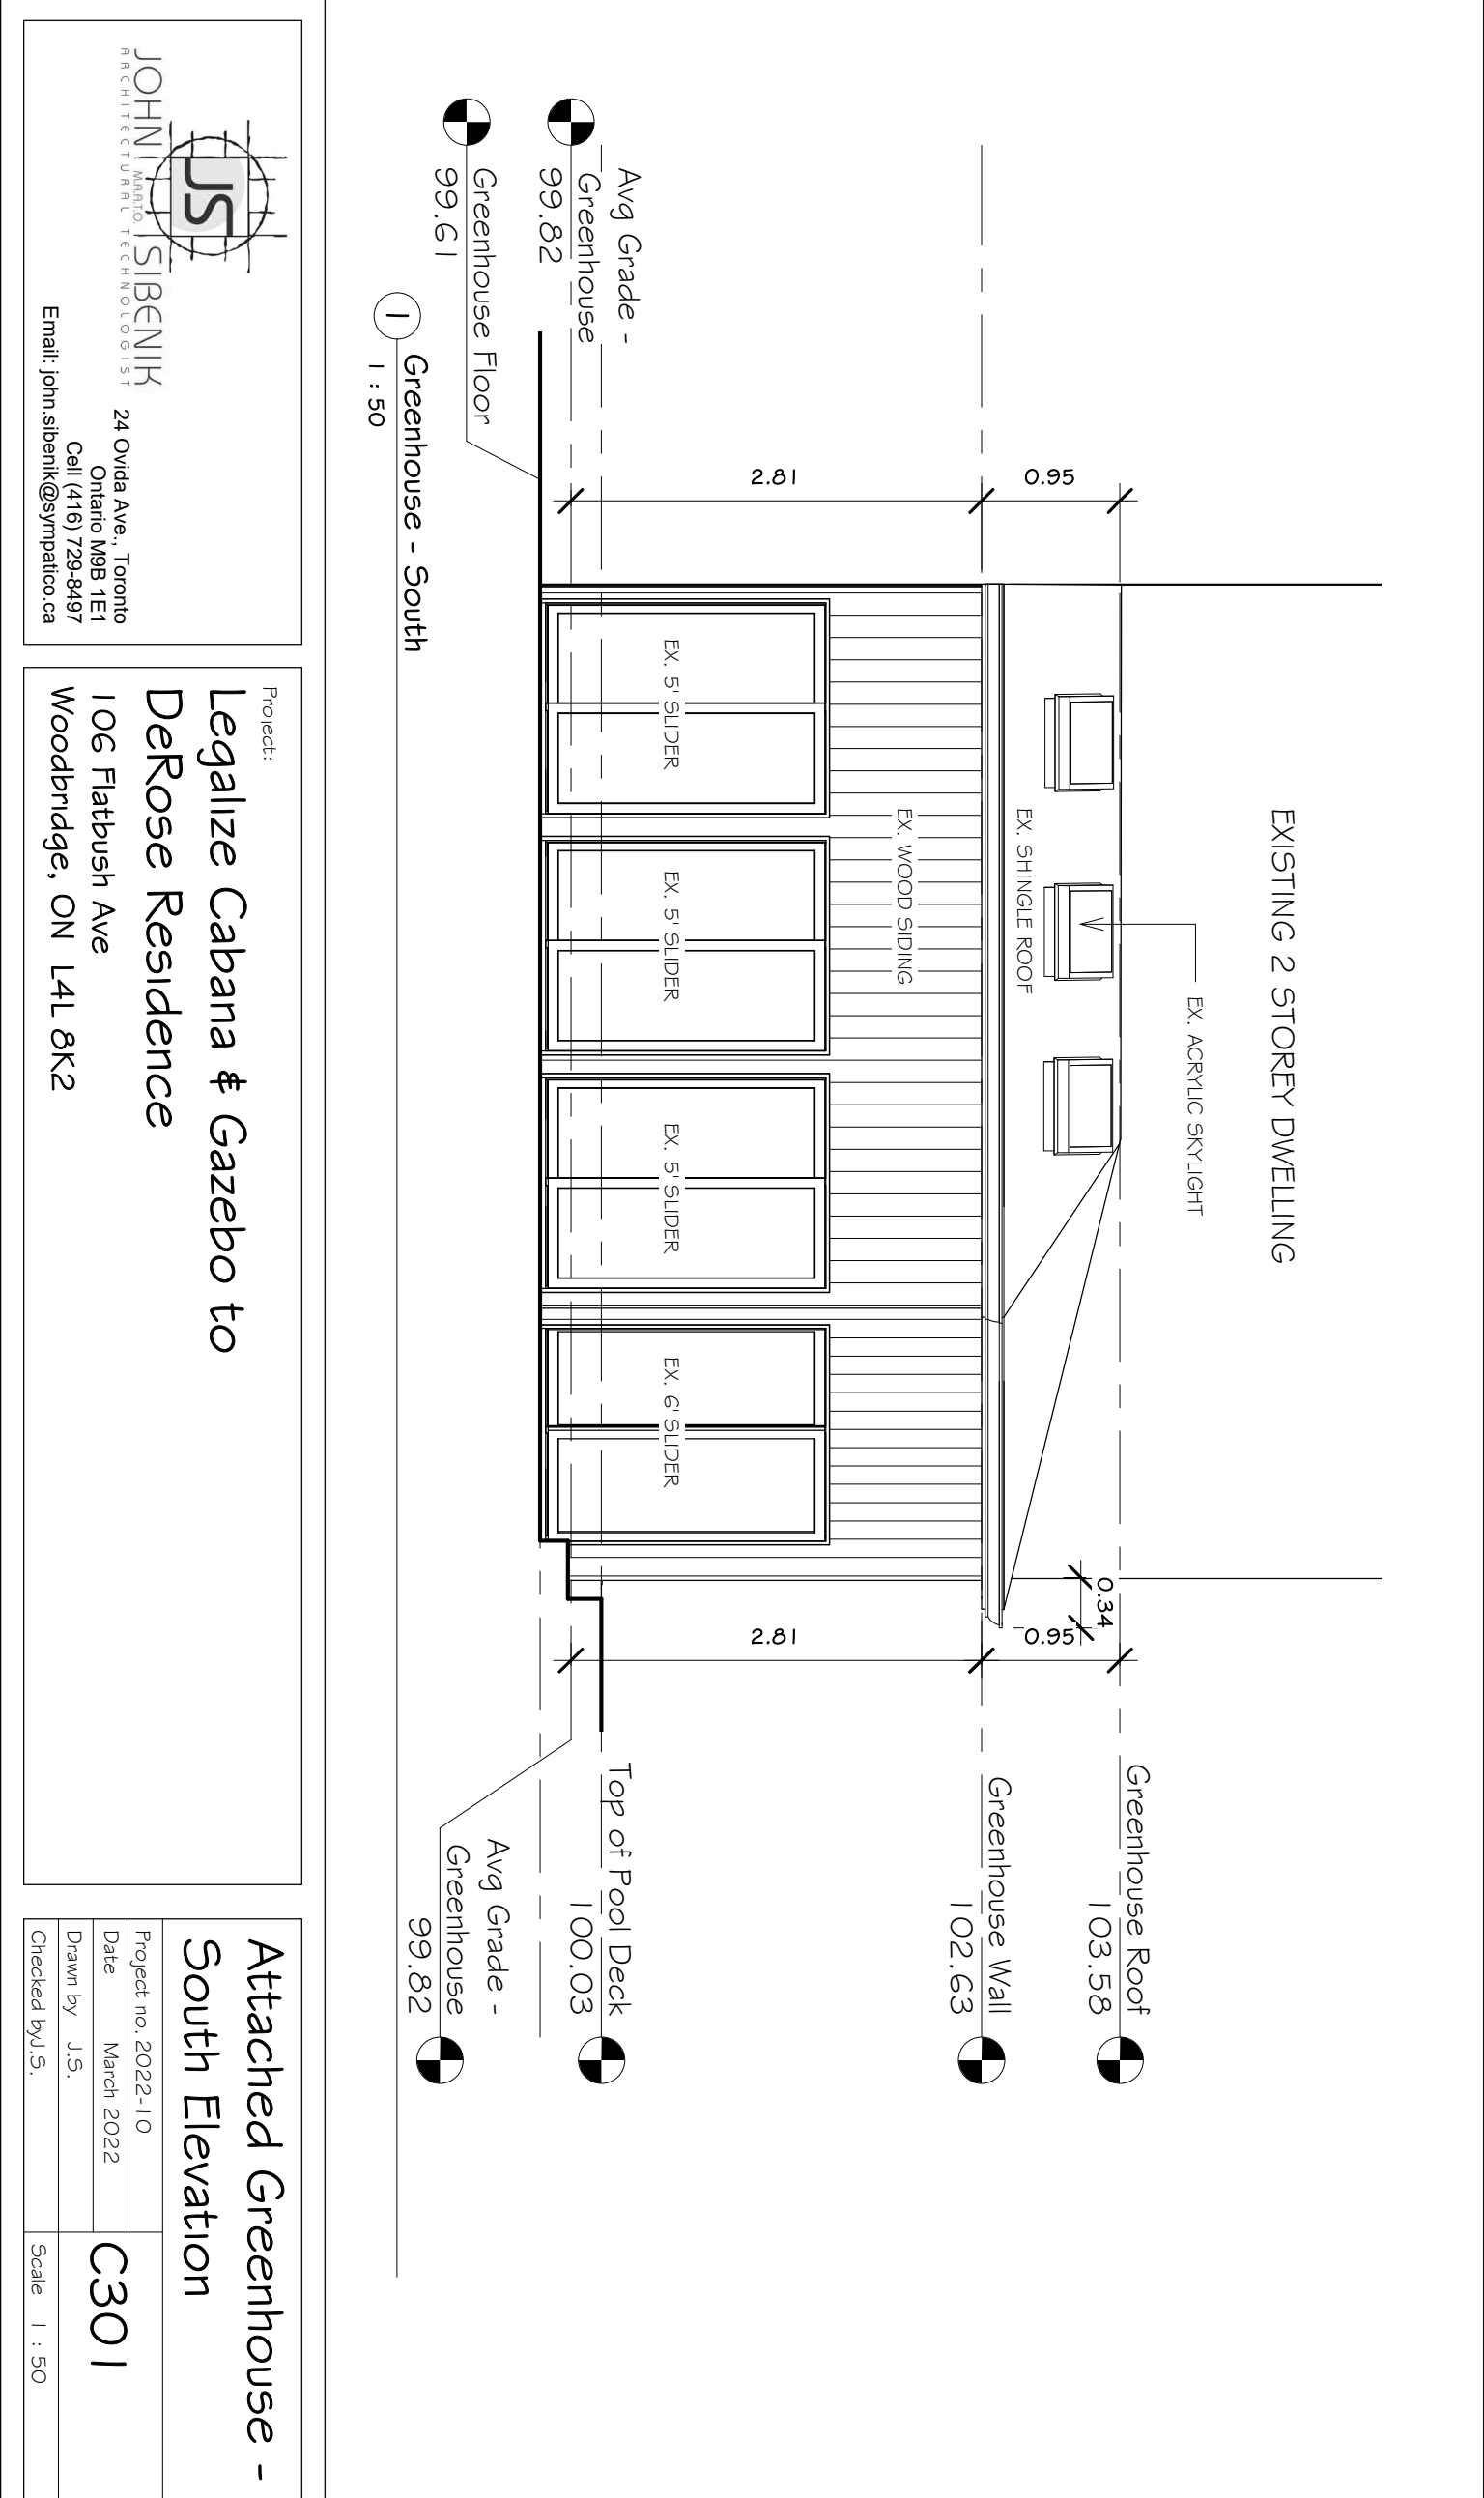 EXISTING 2 STOREY DWELLING
EX. ACRYLIC SKYLIGHT
EX. SHINGLE ROOF
EX. WOOD SIDING
EX. 5' SLIDER
EX. 5' SLIDER
EX. 5' SLIDER
EX. 6' SLIDER
0.95
2.81
0.34
0.95
2.81
Greenhouse Roof
103.58
Greenhouse Wall
102.63
Top of Pool Deck
100.03
Avg Grade -
Greenhouse
99.82
Avg Grade -
Greenhouse
99.82
Greenhouse Floor
99.61
1
Greenhouse - South
1 : 50
JS
JOHN M.A.A.T.O. SIBENIK
ARCHITECTURAL TECHNOLOGIST
24 Ovida Ave., Toronto
Ontario M9B 1E1
Cell (416) 729-8497
Email: john.sibenik@sympatico.ca
Project:
Legalize Cabana & Gazebo to
DeRose Residence
106 Flatbush Ave
Woodbridge, ON L4L 8K2
Attached Greenhouse -
South Elevation
Project no. 2022-10
Date March 2022
Drawn by J.S.
Checked by J.S.
C301
Scale 1 : 50